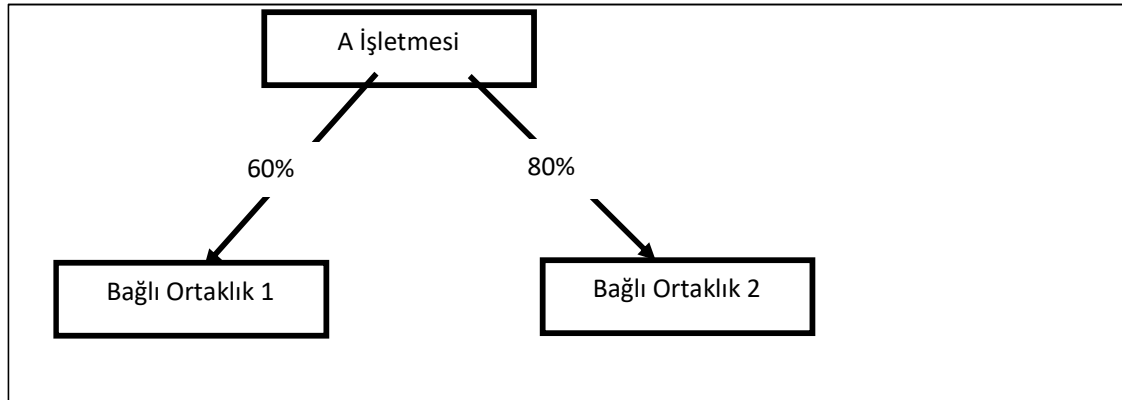 A İşletmesi
60%
80%
Bağlı Ortaklık 1
Bağlı Ortaklık 2